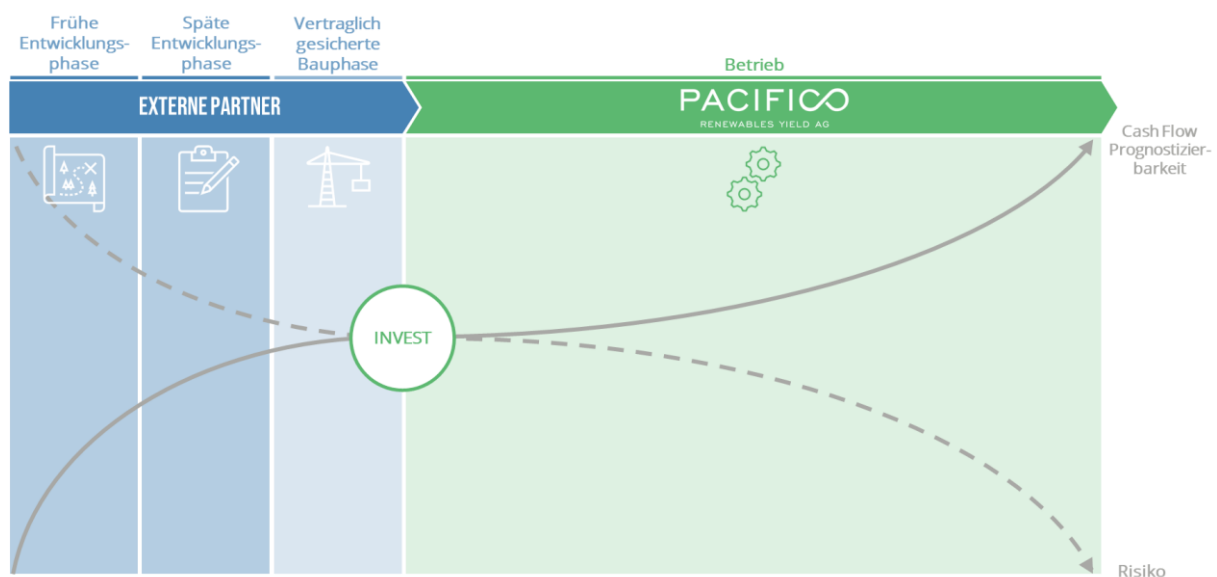 Frühe
Entwicklungs-
phase
Späte
Entwicklungs-
phase
Vertraglich
gesicherte
Bauphase
Betrieb
EXTERNE PARTNER
PACIFICO
RENEWABLES YIELD AG
Cash Flow
Prognostizier-
barkeit
INVEST
Risiko